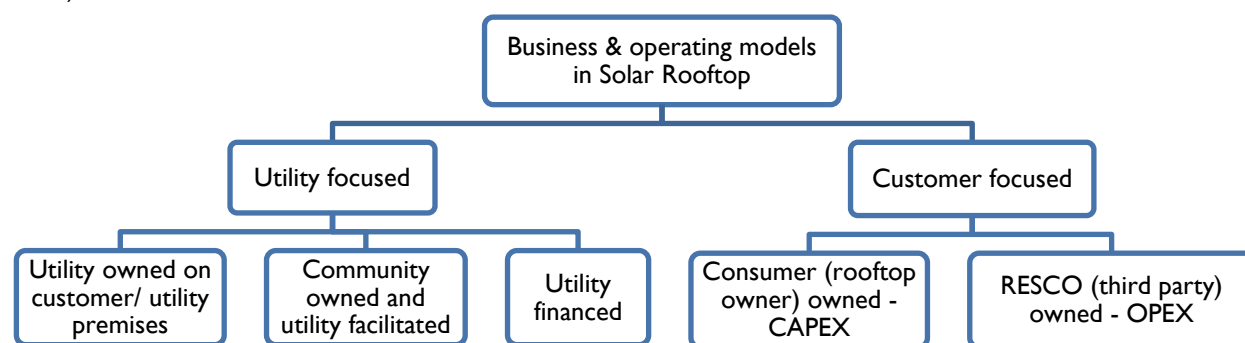 Business & operating models
in Solar Rooftop
Utility focused
Customer focused
Utility owned on
customer/ utility
premises
Community
owned and
utility facilitated
Utility
financed
Consumer (rooftop
owner) owned -
CAPEX
RESCO (third party)
owned - OPEX